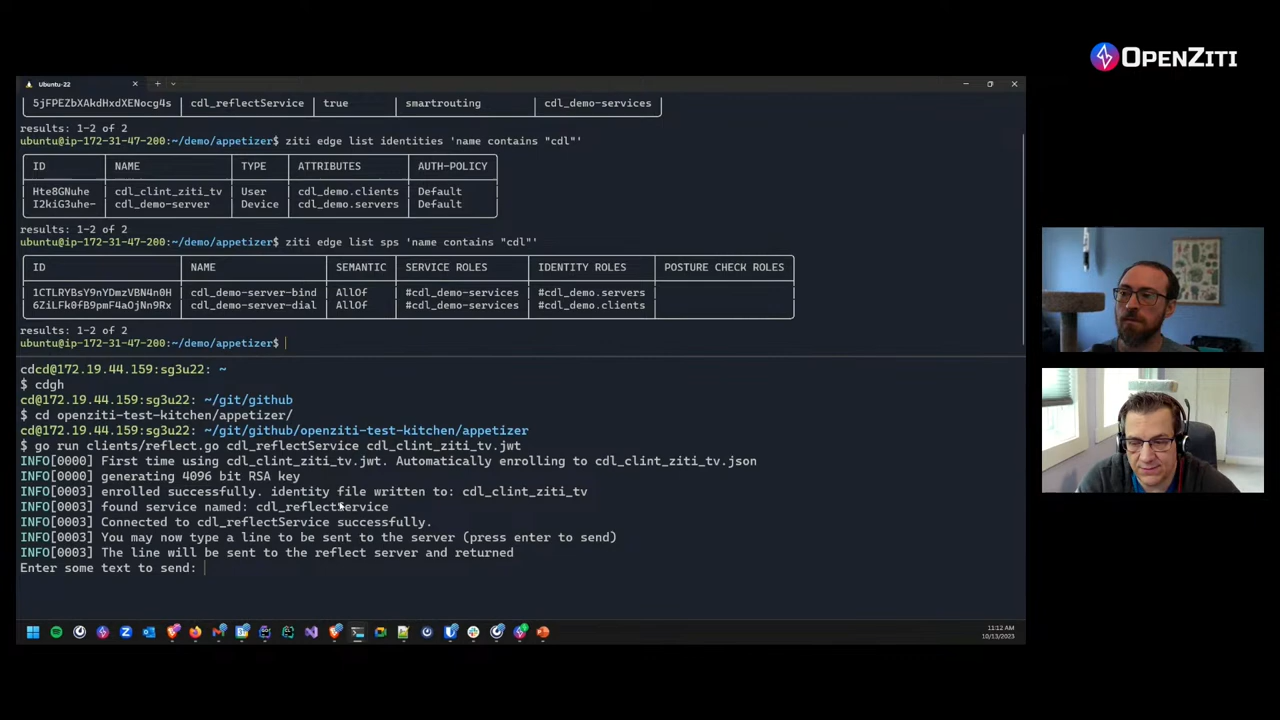 OPENZITI
Ubuntu-22
5jFPEZbXAkdHxdXENocg4s cdl_reflectService true smartrouting cdl_demo-services
results: 1-2 of 2
ubuntu@ip-172-31-47-200:~/demo/appetizer$ ziti edge list identities 'name contains "cdl"'
ID NAME TYPE ATTRIBUTES AUTH-POLICY
Hte8GNuhe cdl_clint_ziti_tv User cdl_demo.clients Default
I2kiG3uhe- cdl_demo-server Device cdl_demo.servers Default
results: 1-2 of 2
ubuntu@ip-172-31-47-200:~/demo/appetizer$ ziti edge list sps 'name contains "cdl"'
ID NAME SEMANTIC SERVICE ROLES IDENTITY ROLES POSTURE CHECK ROLES
1CTLRYBsY9nYDmzVBN4n0H cdl_demo-server-bind AllOf #cdl_demo-services #cdl_demo.servers
6ZiLFk0fB9pmF4aOjNn9Rx cdl_demo-server-dial AllOf #cdl_demo-services #cdl_demo.clients
results: 1-2 of 2
ubuntu@ip-172-31-47-200:~/demo/appetizer$
cdcd@172.19.44.159:sg3u22: ~
$ cdgh
cd@172.19.44.159:sg3u22: ~/git/github
$ cd openziti-test-kitchen/appetizer/
cd@172.19.44.159:sg3u22: ~/git/github/openziti-test-kitchen/appetizer
$ go run clients/reflect.go cdl_reflectService cdl_clint_ziti_tv.jwt
INFO[0000] First time using cdl_clint_ziti_tv.jwt. Automatically enrolling to cdl_clint_ziti_tv.json
INFO[0000] generating 4096 bit RSA key
INFO[0003] enrolled successfully. identity file written to: cdl_clint_ziti_tv
INFO[0003] found service named: cdl_reflectService
INFO[0003] Connected to cdl_reflectService successfully.
INFO[0003] You may now type a line to be sent to the server (press enter to send)
INFO[0003] The line will be sent to the reflect server and returned
Enter some text to send:
11:12 AM
10/13/2023